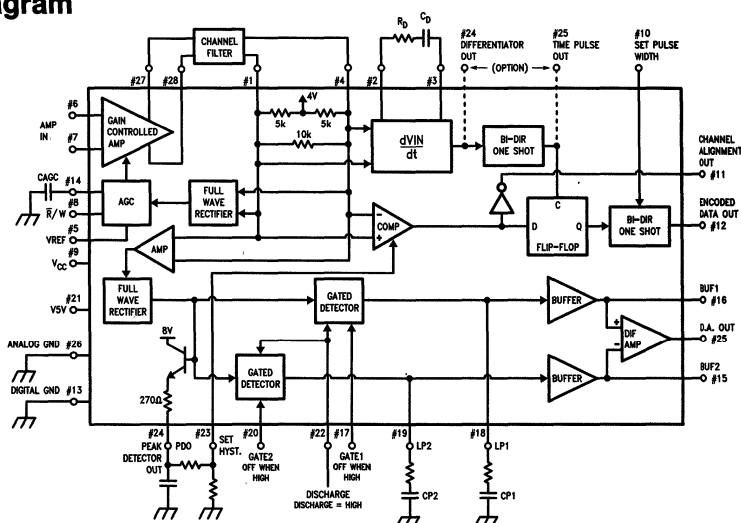 agram
CHANNEL
FILTER
RD
CD
#24
DIFFERENTIATOR
OUT
#25
TIME PULSE
OUT
(OPTION)
#10
SET PULSE
WIDTH
#27
#28
#1
#4
#2
#3
#6
AMP
IN
#7
GAIN
CONTROLLED
AMP
4V
5k
5k
10k
dVIN
dt
BI-DIR
ONE SHOT
CHANNEL
ALIGNMENT
OUT
#11
CAGC
#14
#8
R̅/W
#5
VREF
#9
VCC
AGC
FULL
WAVE
RECTIFIER
AMP
-
+
COMP
C
D
Q
FLIP-FLOP
BI-DIR
ONE SHOT
ENCODED
DATA OUT
#12
#21
V5V
FULL
WAVE
RECTIFIER
GATED
DETECTOR
BUFFER
BUF1
#16
ANALOG GND #26
8V
GATED
DETECTOR
+
-
DIF
AMP
D.A. OUT
#25
BUFFER
BUF2
#15
DIGITAL GND #13
270Ω
#24
PDO
PEAK
DETECTOR
OUT
#23
SET
HYST.
#20
GATE2
OFF WHEN
HIGH
#22
DISCHARGE
DISCHARGE = HIGH
#17
GATE1
OFF WHEN
HIGH
#19
LP2
CP2
#18
LP1
CP1